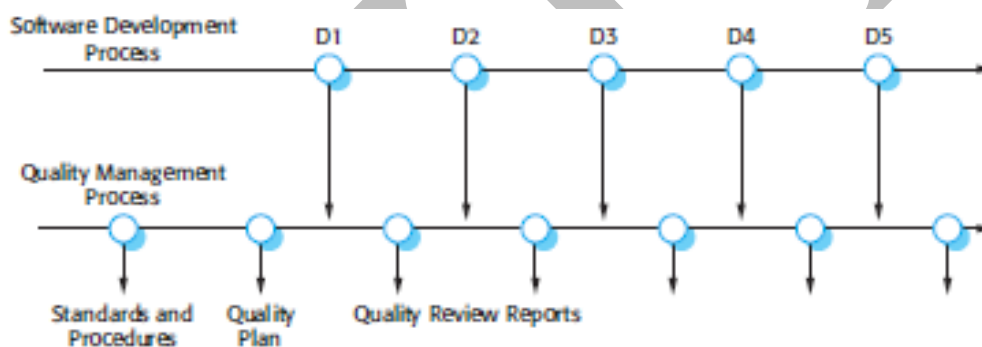 Software Development
Process
D1
D2
D3
D4
D5
Quality Management
Process
Standards and
Procedures
Quality
Plan
Quality Review Reports